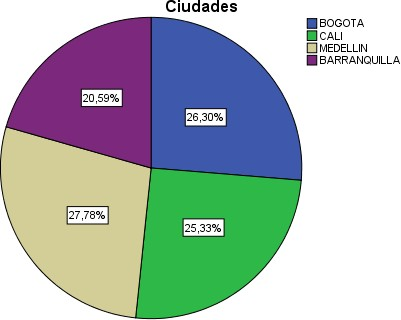 Ciudades
BOGOTA
CALI
MEDELLIN
BARRANQUILLA
20,59%
26,30%
27,78%
25,33%